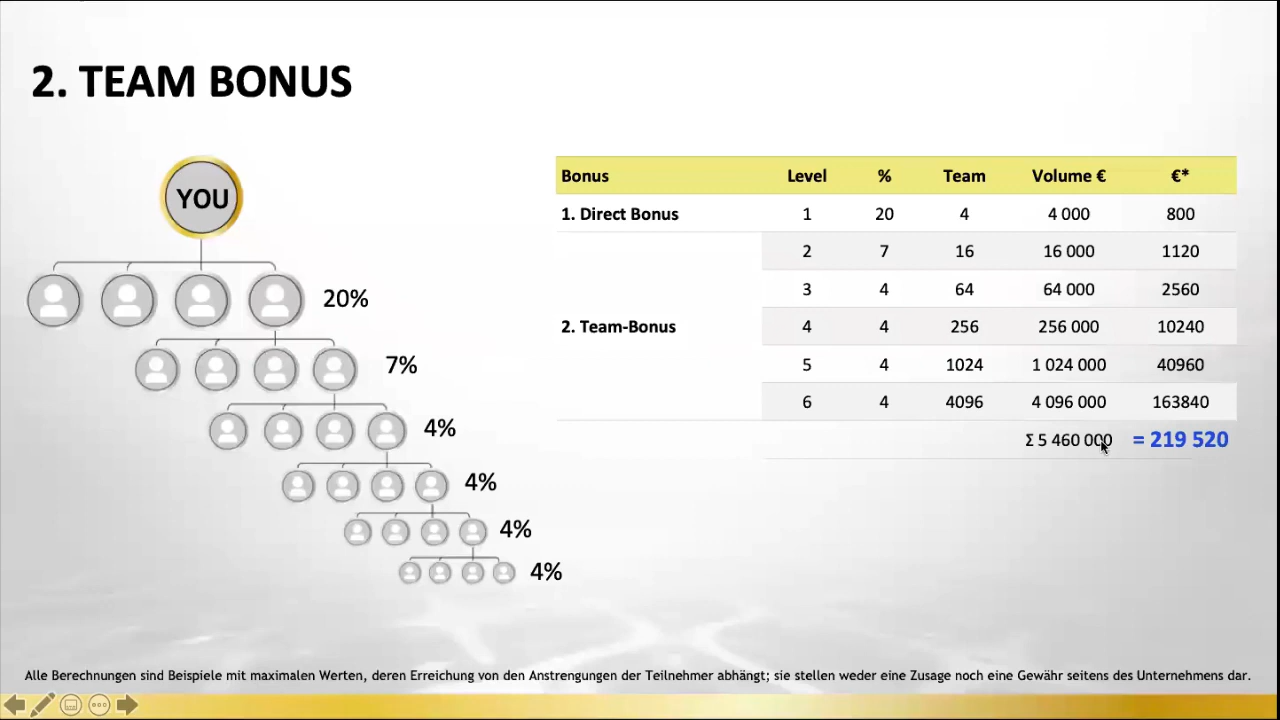 2. TEAM BONUS
YOU
20%
7%
4%
4%
4%
4%
Bonus Level % Team Volume € €*
1. Direct Bonus 1 20 4 4 000 800
2 7 16 16 000 1120
3 4 64 64 000 2560
2. Team-Bonus 4 4 256 256 000 10240
5 4 1024 1 024 000 40960
6 4 4096 4 096 000 163840
Σ 5 460 000 = 219 520
Alle Berechnungen sind Beispiele mit maximalen Werten, deren Erreichung von den Anstrengungen der Teilnehmer abhängt; sie stellen weder eine Zusage noch eine Gewähr seitens des Unternehmens dar.